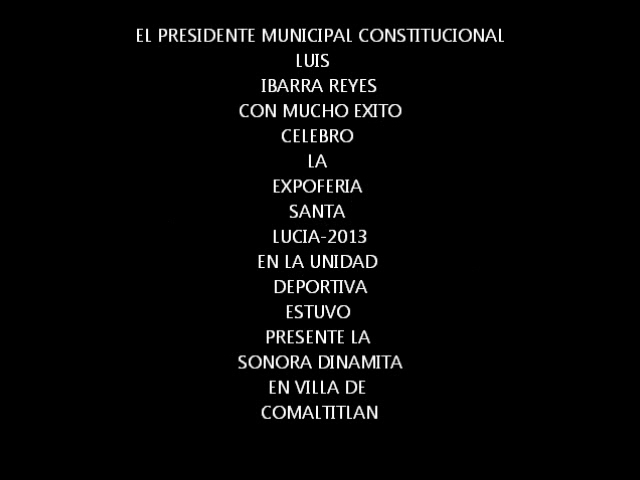 EL PRESIDENTE MUNICIPAL CONSTITUCIONAL
LUIS
IBARRA REYES
CON MUCHO EXITO
CELEBRO
LA
EXPOFERIA
SANTA
LUCIA-2013
EN LA UNIDAD
DEPORTIVA
ESTUVO
PRESENTE LA
SONORA DINAMITA
EN VILLA DE
COMALTITLAN